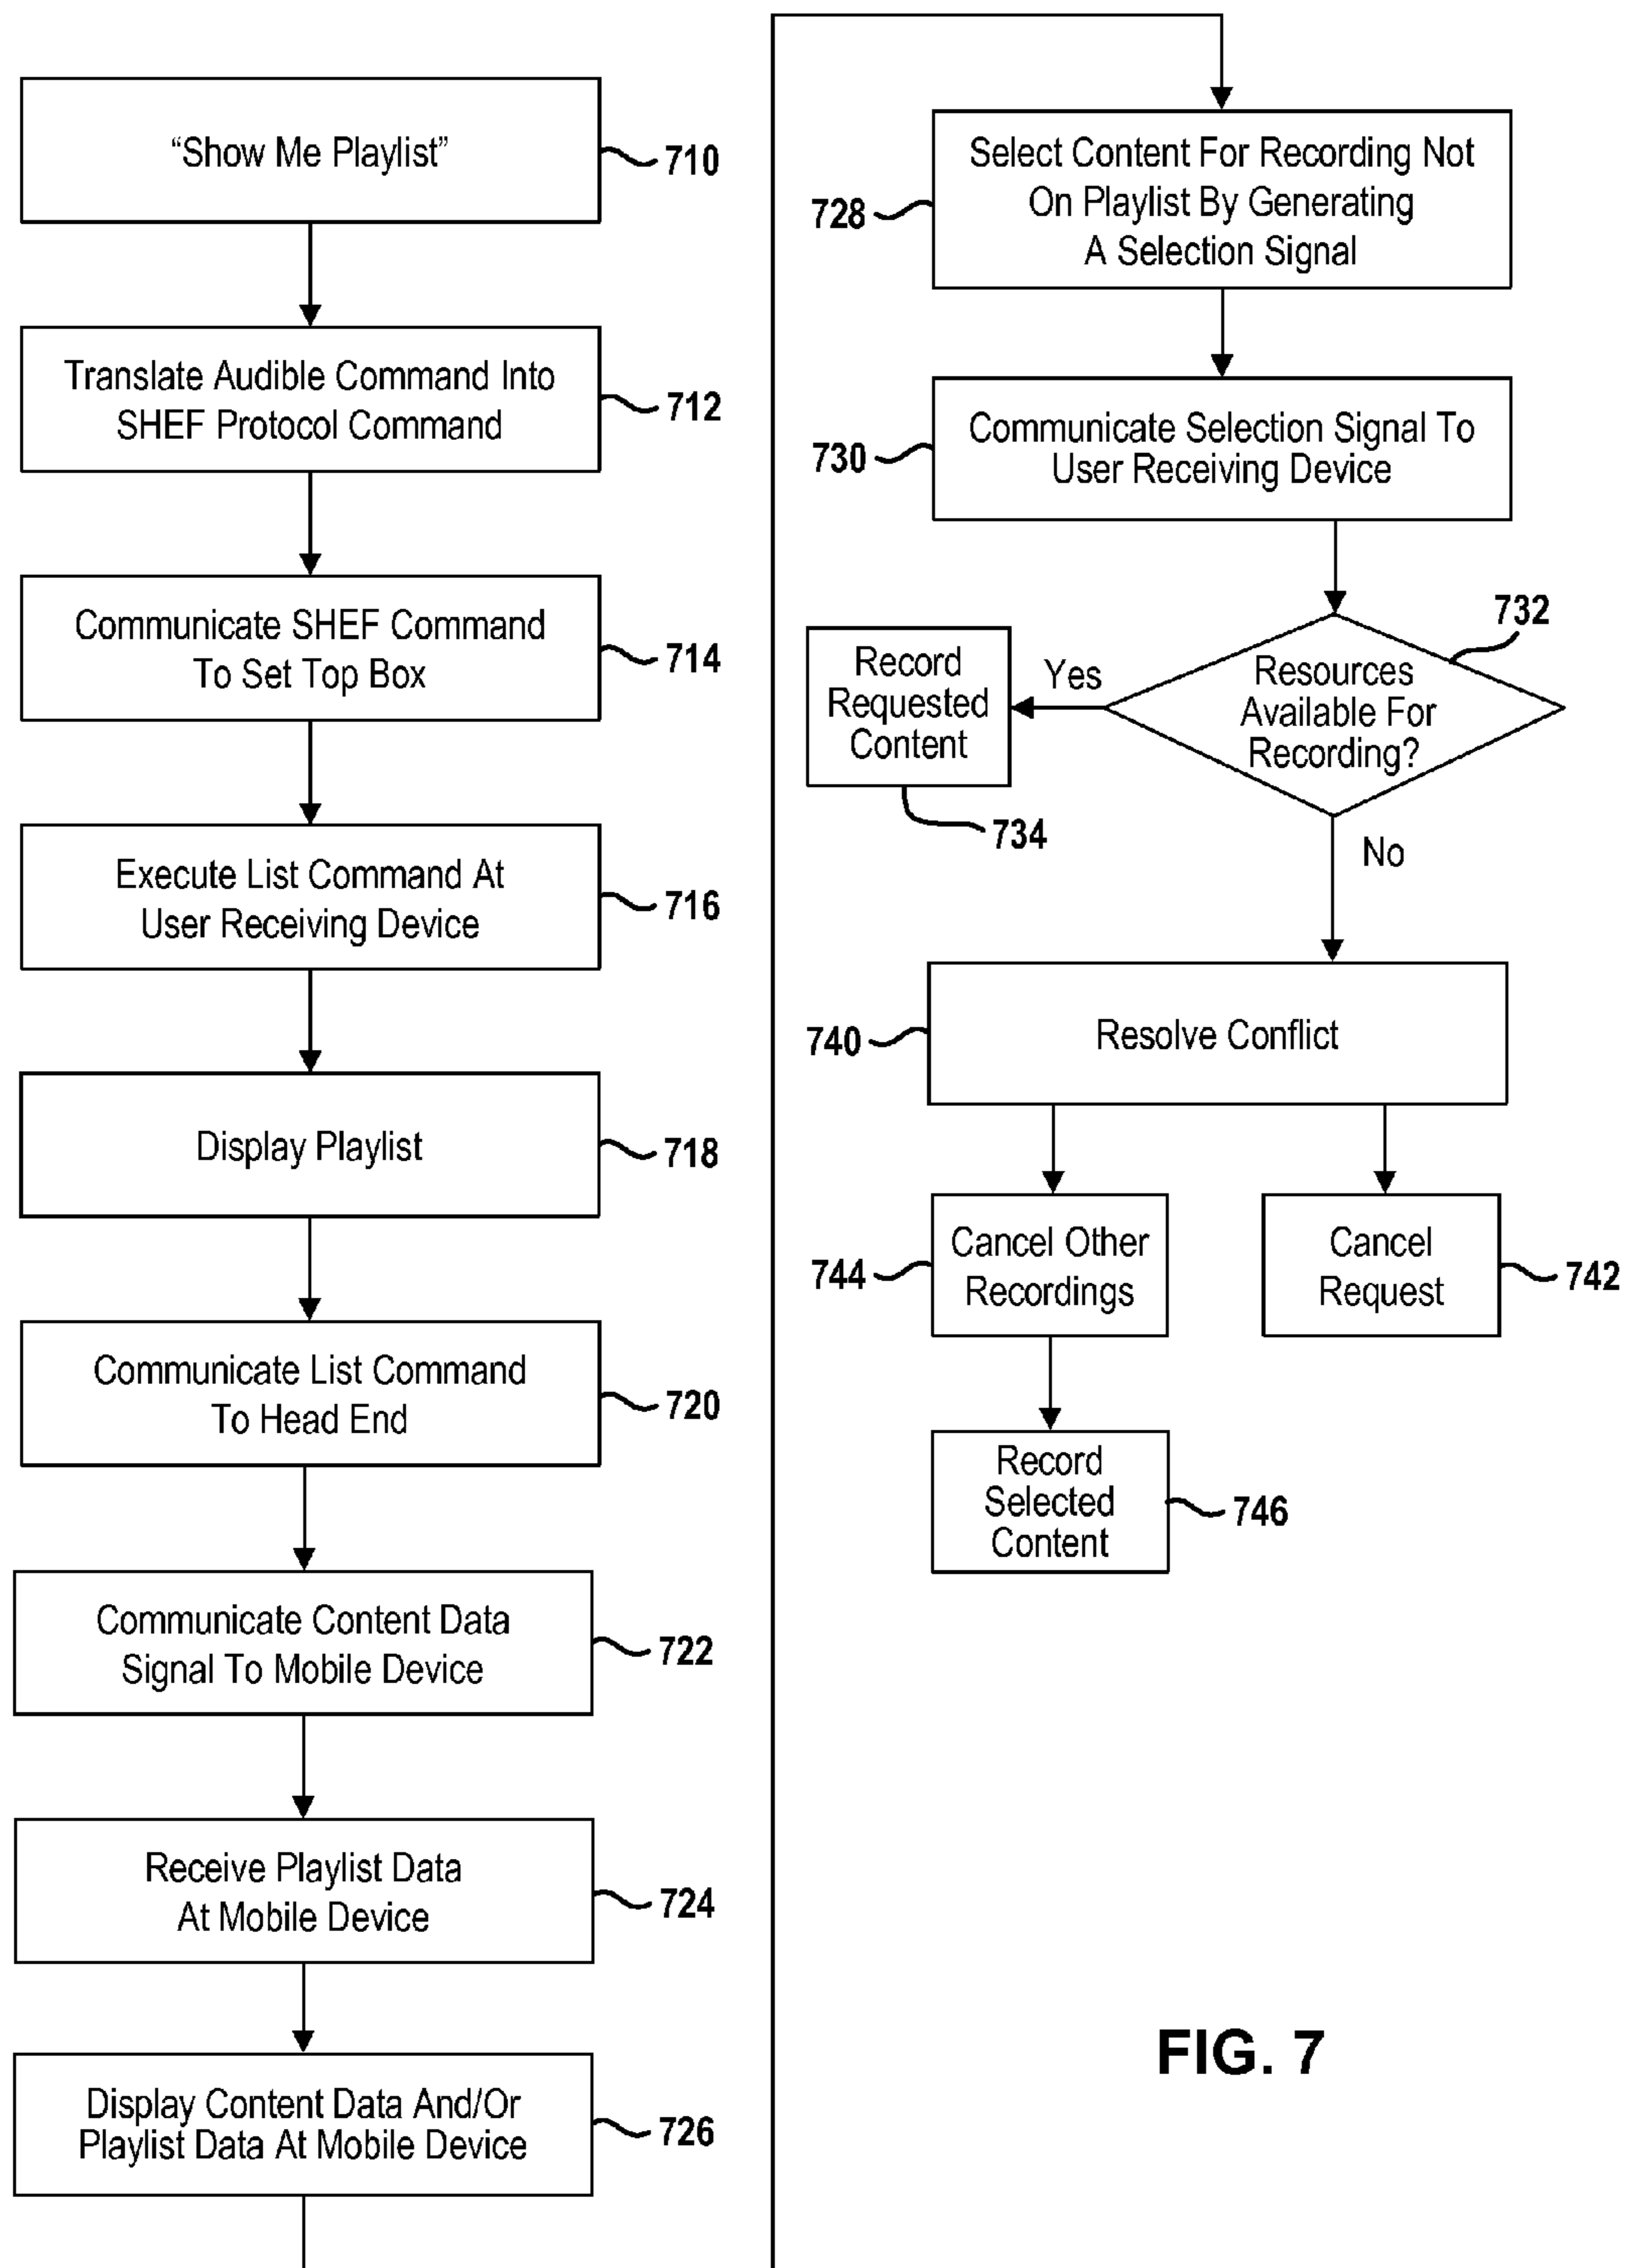 “Show Me Playlist”
710
Translate Audible Command Into
SHEF Protocol Command
712
Communicate SHEF Command
To Set Top Box
714
Execute List Command At
User Receiving Device
716
Display Playlist
718
Communicate List Command
To Head End
720
Communicate Content Data
Signal To Mobile Device
722
Receive Playlist Data
At Mobile Device
724
Display Content Data And/Or
Playlist Data At Mobile Device
726
Select Content For Recording Not
On Playlist By Generating
A Selection Signal
728
Communicate Selection Signal To
User Receiving Device
730
Resources
Available For
Recording?
732
Yes
Record
Requested
Content
734
No
Resolve Conflict
740
Cancel Other
Recordings
744
Cancel
Request
742
Record
Selected
Content
746
FIG. 7